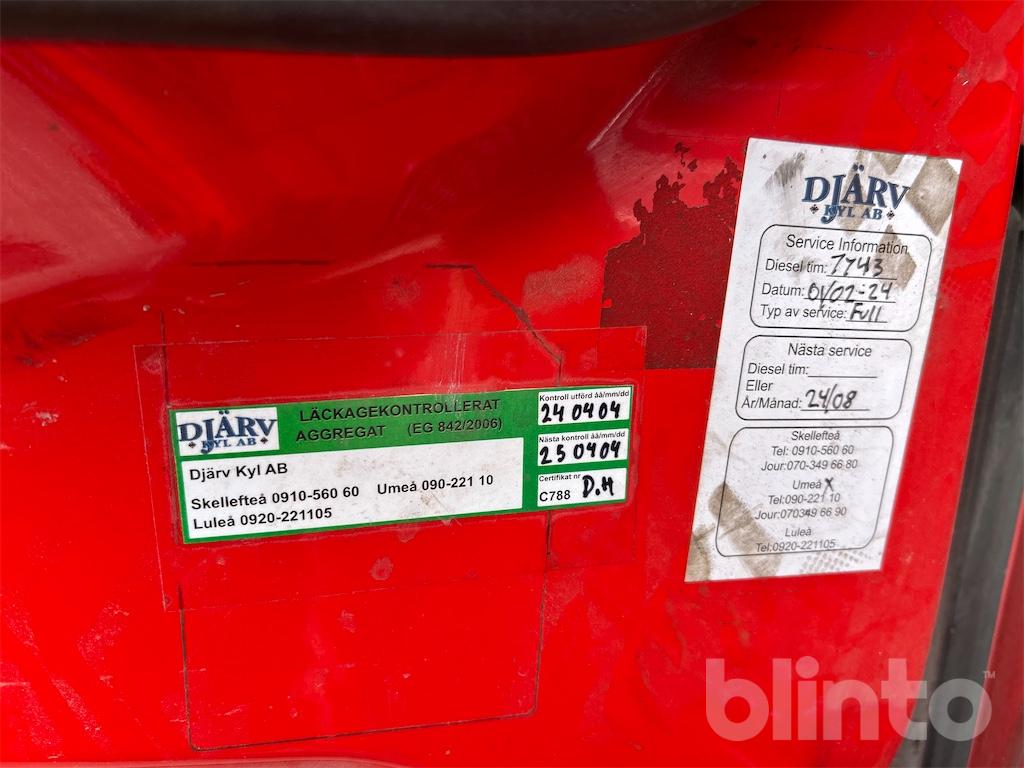 DJÄRV
KYL AB
LÄCKAGEKONTROLLERAT
AGGREGAT (EG 842/2006)
Djärv Kyl AB
Skellefteå 0910-560 60 Umeå 090-221 10
Luleå 0920-221105
Kontroll utförd åå/mm/dd
240404
Nästa kontroll åå/mm/dd
250404
Certifikat nr
C788 D.H
DJÄRV
KYL AB
Service Information
Diesel tim: 7743
Datum: 01/02-24
Typ av service: Full
Nästa service
Diesel tim:
Eller
År/Månad: 24/08
Skellefteå
Tel: 0910-560 60
Jour:070-349 66 80
Umeå X
Tel:090-221 10
Jour:070349 66 90
Luleå
Tel:0920-221105
blinto™